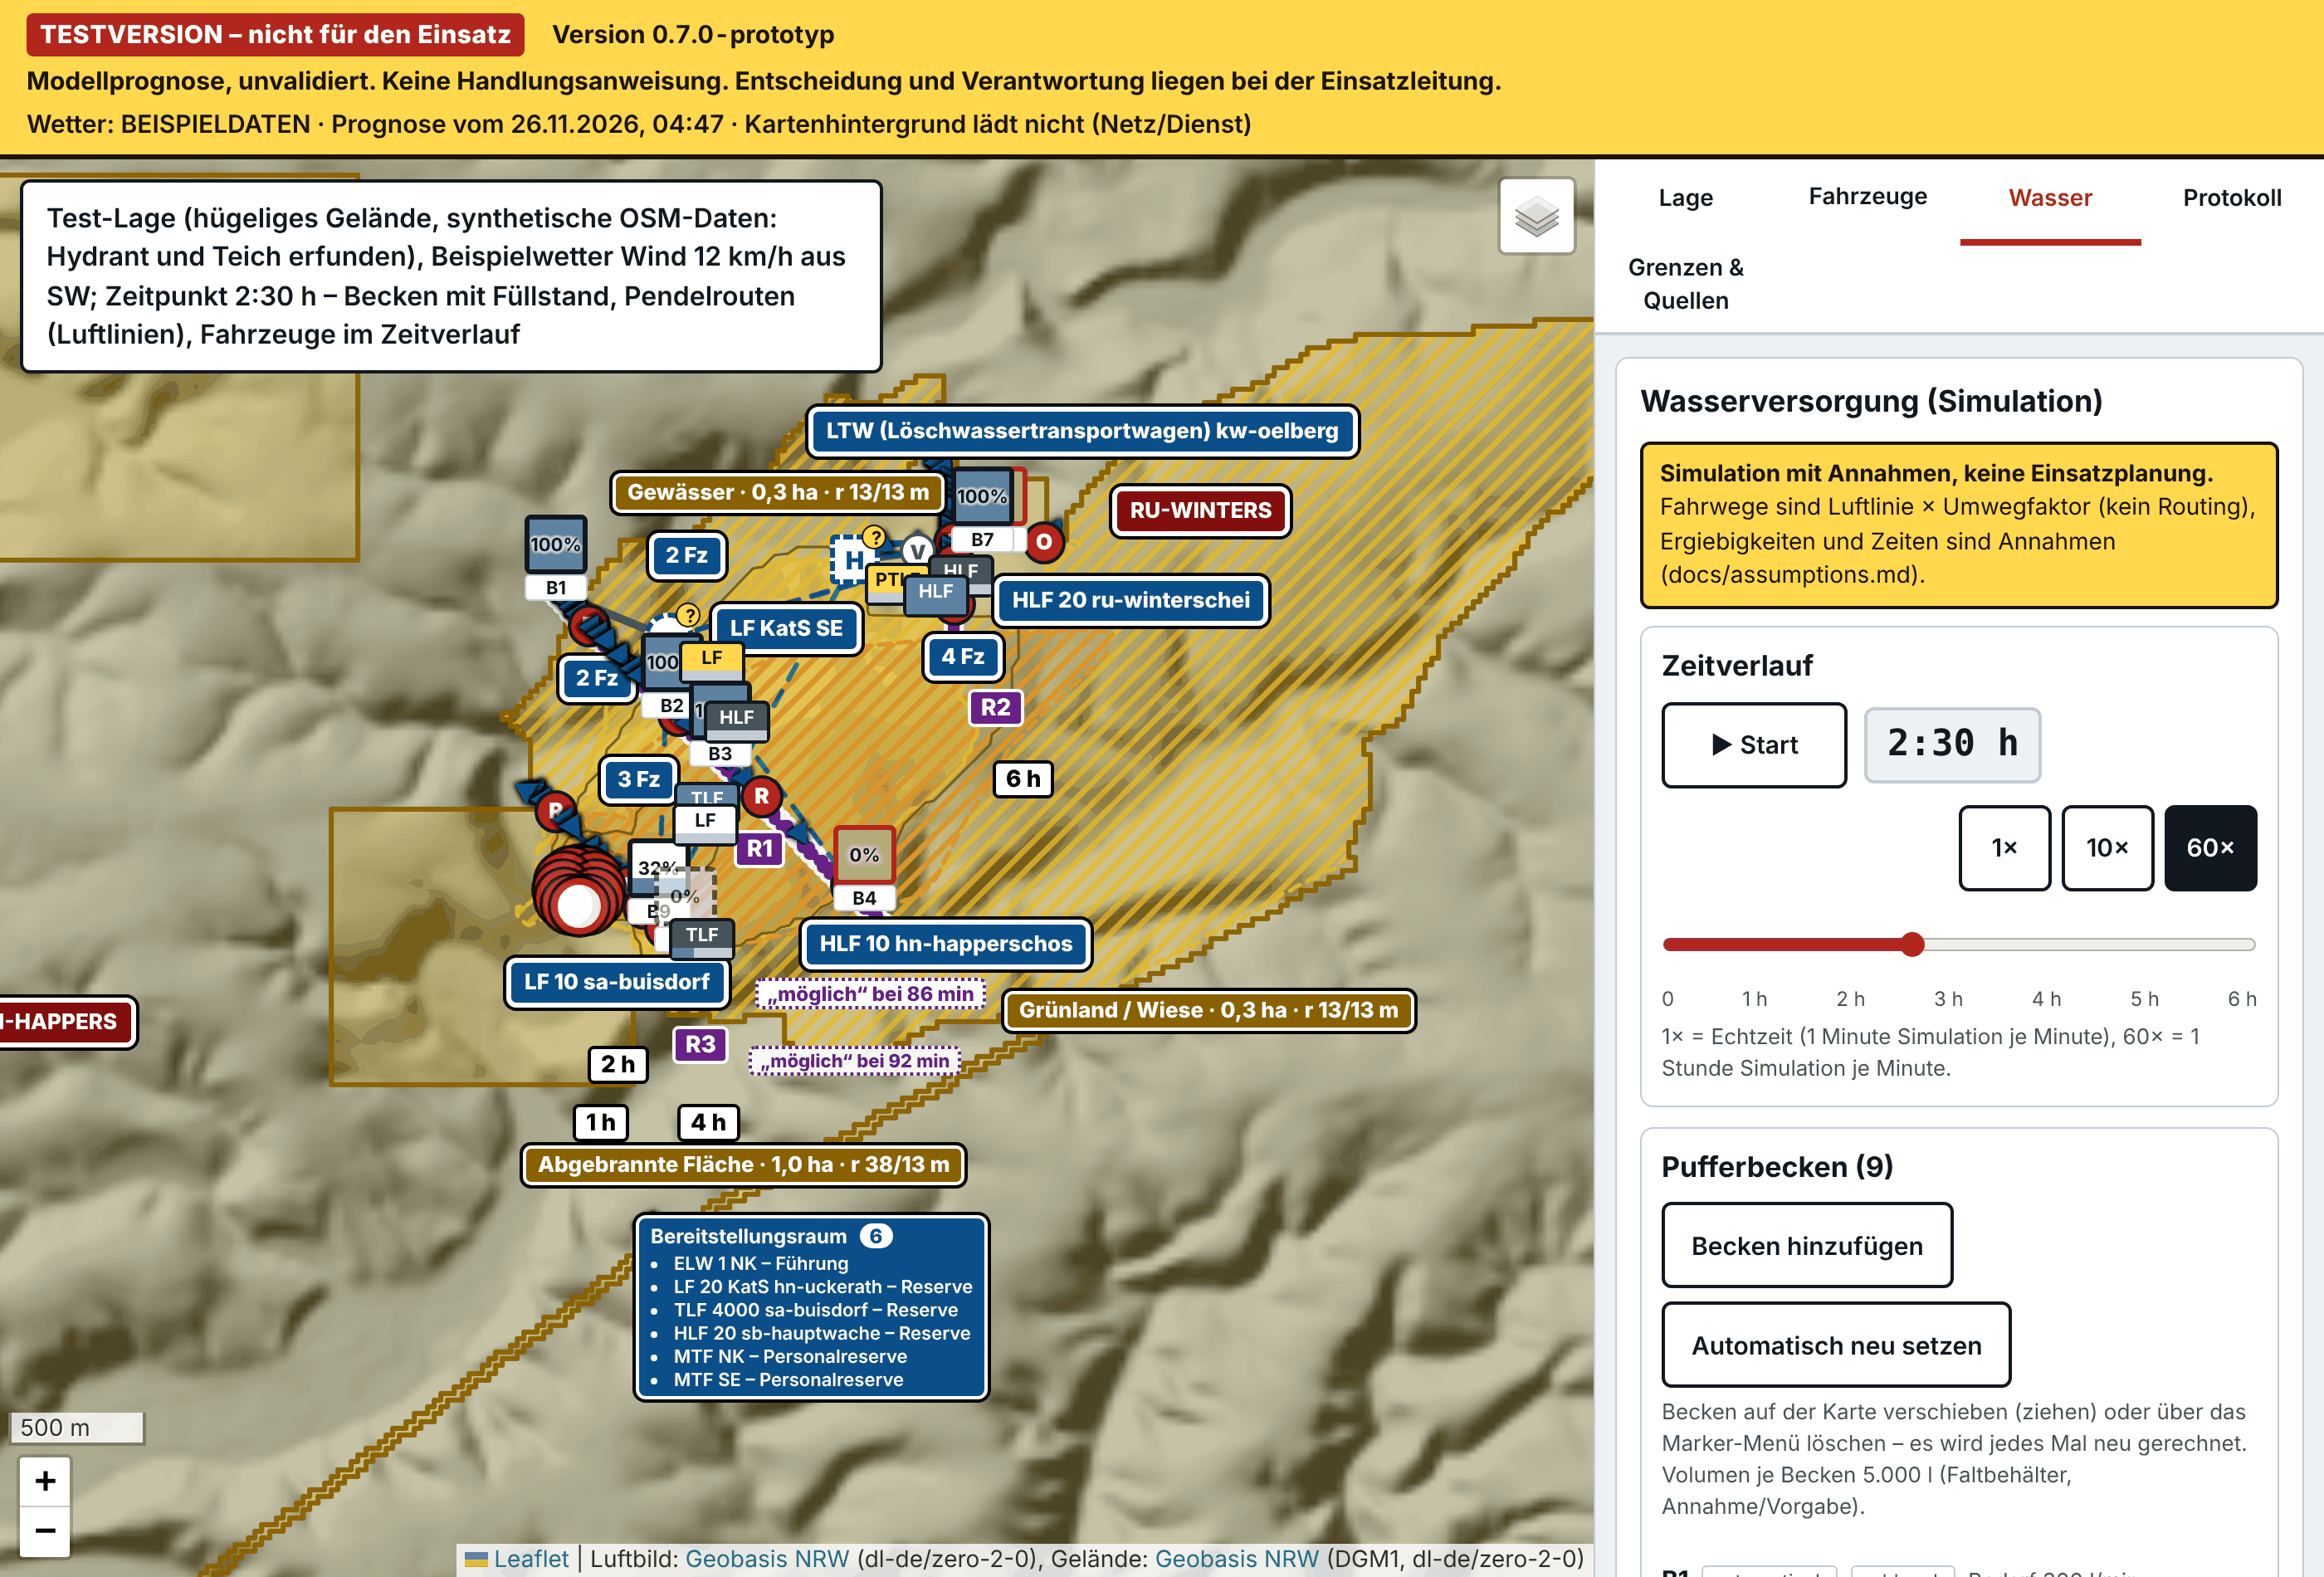 TESTVERSION – nicht für den Einsatz
Version 0.7.0-prototyp
Modellprognose, unvalidiert. Keine Handlungsanweisung. Entscheidung und Verantwortung liegen bei der Einsatzleitung.
Wetter: BEISPIELDATEN · Prognose vom 26.11.2026, 04:47 · Kartenhintergrund lädt nicht (Netz/Dienst)
Test-Lage (hügeliges Gelände, synthetische OSM-Daten:
Hydrant und Teich erfunden), Beispielwetter Wind 12 km/h aus
SW; Zeitpunkt 2:30 h – Becken mit Füllstand, Pendelrouten
(Luftlinien), Fahrzeuge im Zeitverlauf
LTW (Löschwassertransportwagen) kw-oelberg
Gewässer · 0,3 ha · r 13/13 m
100%
RU-WINTERS
100%
B7
O
2 Fz
H
?
V
B1
HLF
HLF
HLF 20 ru-winterschei
?
LF KatS SE
4 Fz
100
LF
2 Fz
B2
HLF
R2
B3
3 Fz
6 h
TLF
R
LF
R1
0%
32%
0%
B4
TLF
HLF 10 hn-happerschos
LF 10 sa-buisdorf
„möglich“ bei 86 min
Grünland / Wiese · 0,3 ha · r 13/13 m
-HAPPERS
R3
„möglich“ bei 92 min
2 h
1 h
4 h
Abgebrannte Fläche · 1,0 ha · r 38/13 m
Bereitstellungsraum 6
• ELW 1 NK – Führung
• LF 20 KatS hn-uckerath – Reserve
• TLF 4000 sa-buisdorf – Reserve
• HLF 20 sb-hauptwache – Reserve
• MTF NK – Personalreserve
• MTF SE – Personalreserve
500 m
+
−
Leaflet | Luftbild: Geobasis NRW (dl-de/zero-2-0), Gelände: Geobasis NRW (DGM1, dl-de/zero-2-0)
Lage
Fahrzeuge
Wasser
Protokoll
Grenzen &
Quellen
Wasserversorgung (Simulation)
Simulation mit Annahmen, keine Einsatzplanung.
Fahrwege sind Luftlinie × Umwegfaktor (kein Routing),
Ergiebigkeiten und Zeiten sind Annahmen
(docs/assumptions.md).
Zeitverlauf
▶ Start
2:30 h
1×
10×
60×
0 1 h 2 h 3 h 4 h 5 h 6 h
1× = Echtzeit (1 Minute Simulation je Minute), 60× = 1
Stunde Simulation je Minute.
Pufferbecken (9)
Becken hinzufügen
Automatisch neu setzen
Becken auf der Karte verschieben (ziehen) oder über das
Marker-Menü löschen – es wird jedes Mal neu gerechnet.
Volumen je Becken 5.000 l (Faltbehälter,
Annahme/Vorgabe).